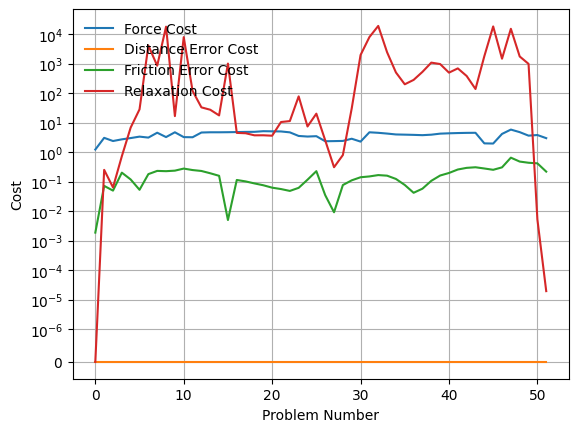 Force Cost
Distance Error Cost
Friction Error Cost
Relaxation Cost
10⁴
10³
10²
10¹
10⁰
10⁻¹
10⁻²
10⁻³
10⁻⁴
10⁻⁵
10⁻⁶
0
Cost
0 10 20 30 40 50
Problem Number